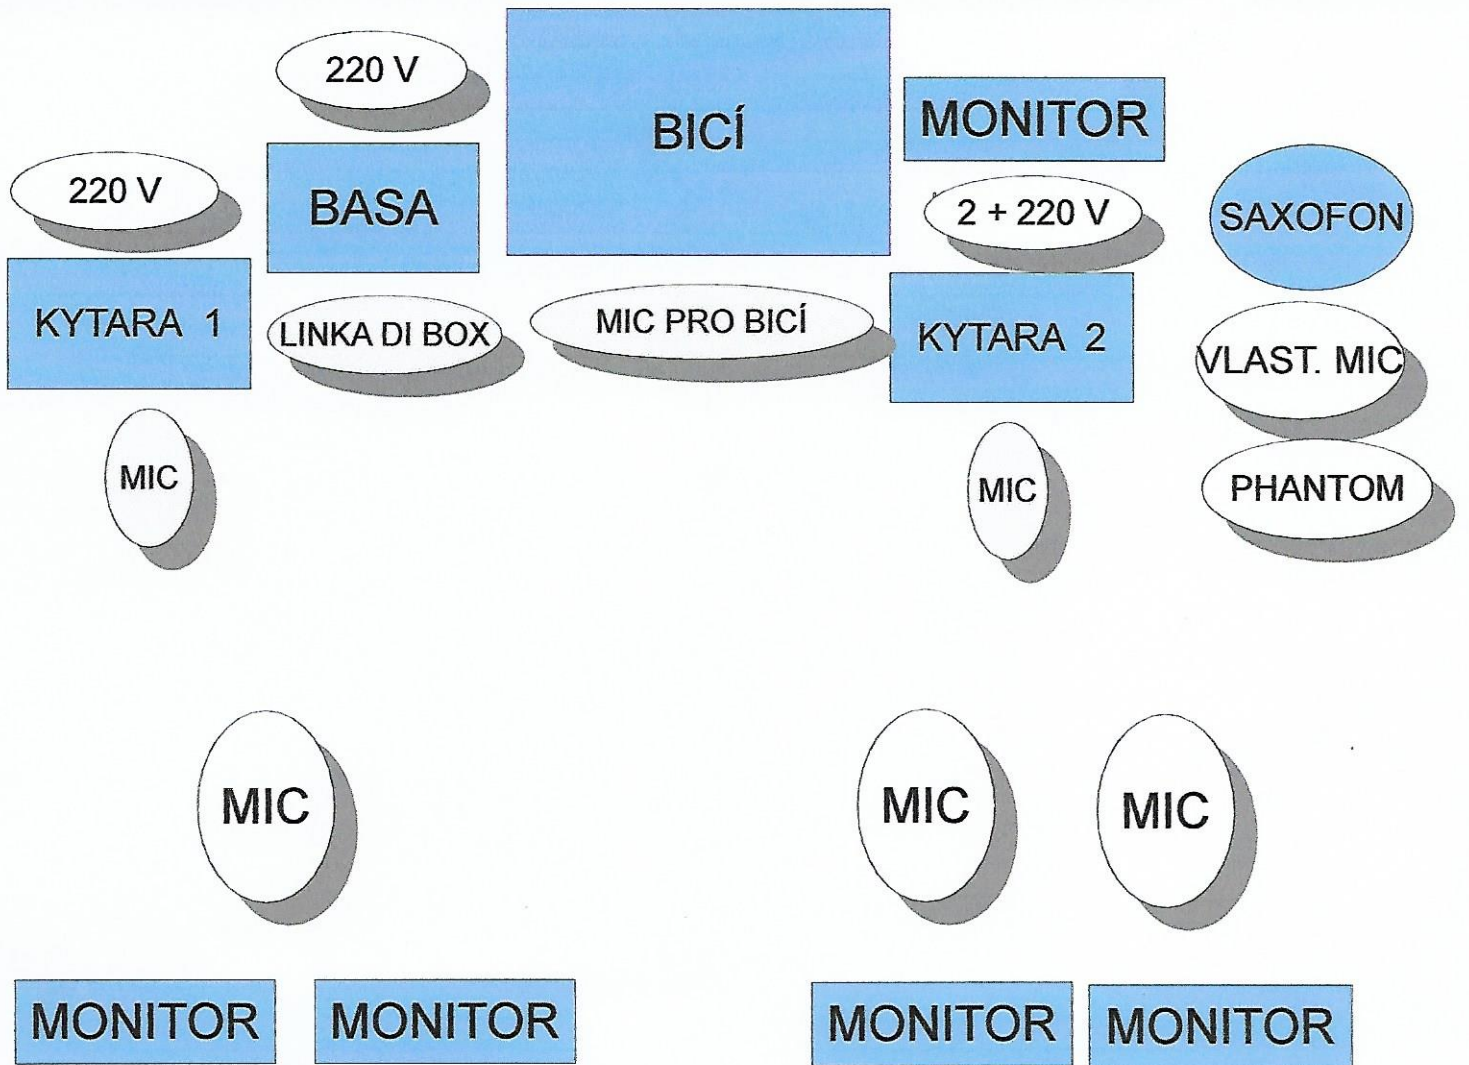 220 V
BICÍ
MONITOR
220 V
BASA
2 + 220 V
SAXOFON
KYTARA 1
LINKA DI BOX
MIC PRO BICÍ
KYTARA 2
VLAST. MIC
MIC
MIC
PHANTOM
MIC
MIC
MIC
MONITOR
MONITOR
MONITOR
MONITOR